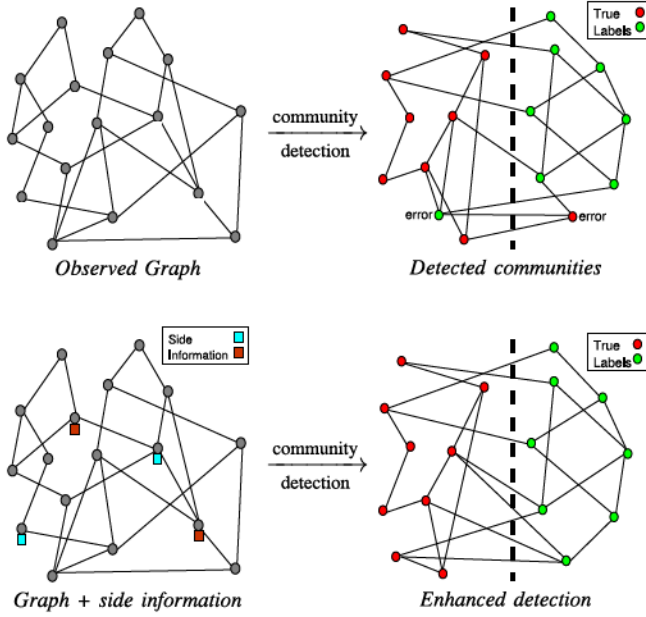 True
Labels
community
detection
error
error
Observed Graph
Detected communities
Side
Information
True
Labels
community
detection
Graph + side information
Enhanced detection